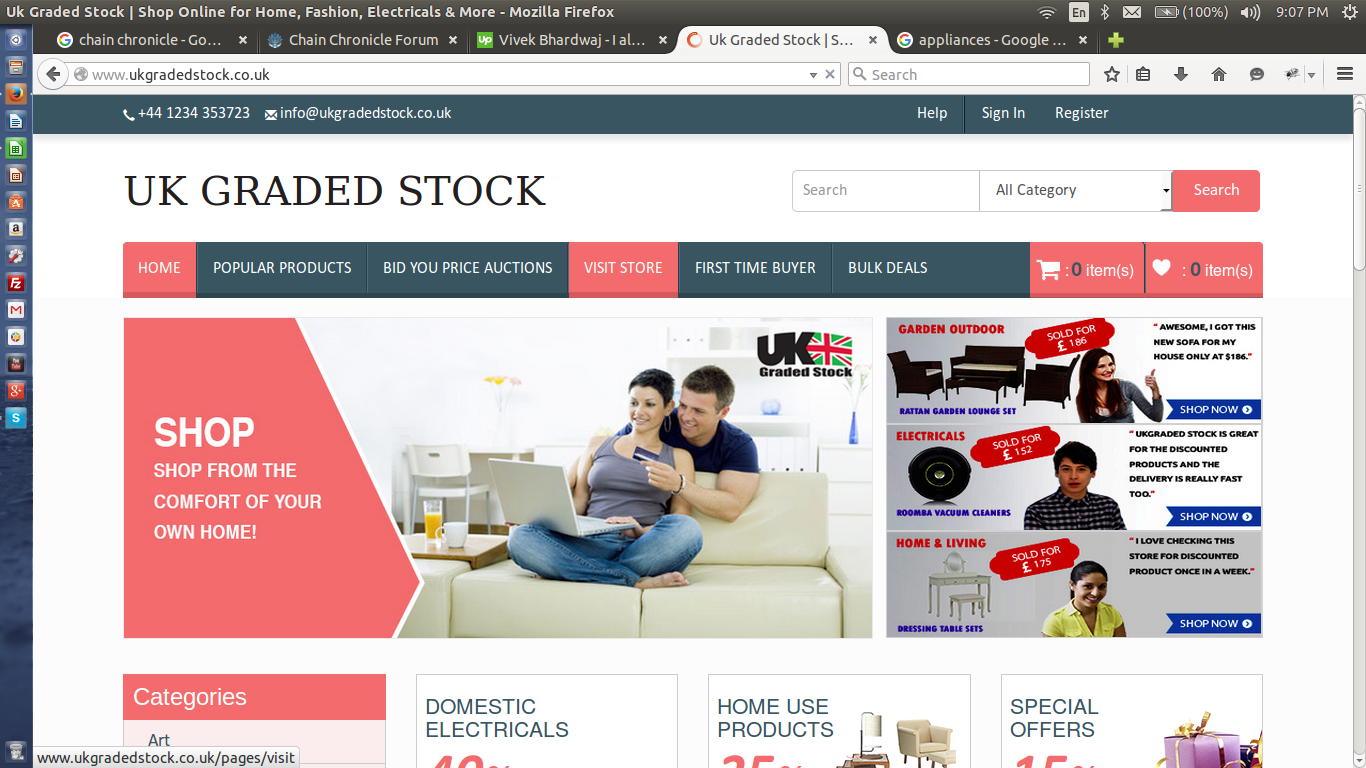 Uk Graded Stock | Shop Online for Home, Fashion, Electricals & More - Mozilla Firefox
En (100%) 9:07 PM
chain chronicle - Go... Chain Chronicle Forum Vivek Bhardwaj - I al... Uk Graded Stock | S... appliances - Google ...
www.ukgradedstock.co.uk Search
+44 1234 353723 info@ukgradedstock.co.uk Help Sign In Register
UK GRADED STOCK
Search All Category Search
HOME POPULAR PRODUCTS BID YOU PRICE AUCTIONS VISIT STORE FIRST TIME BUYER BULK DEALS : 0 item(s) : 0 item(s)
SHOP
SHOP FROM THE
COMFORT OF YOUR
OWN HOME!
UK
Graded Stock
GARDEN OUTDOOR
SOLD FOR
£ 186
RATTAN GARDEN LOUNGE SET
“ AWESOME, I GOT THIS
NEW SOFA FOR MY
HOUSE ONLY AT $186.”
SHOP NOW
ELECTRICALS
SOLD FOR
£ 152
ROOMBA VACUUM CLEANERS
“ UKGRADED STOCK IS GREAT
FOR THE DISCOUNTED
PRODUCTS AND THE
DELIVERY IS REALLY FAST
TOO.”
SHOP NOW
HOME & LIVING
SOLD FOR
£ 175
DRESSING TABLE SETS
“ I LOVE CHECKING THIS
STORE FOR DISCOUNTED
PRODUCT ONCE IN A WEEK.”
SHOP NOW
Categories
Art
DOMESTIC
ELECTRICALS
40%
HOME USE
PRODUCTS
35%
SPECIAL
OFFERS
15%
www.ukgradedstock.co.uk/pages/visit